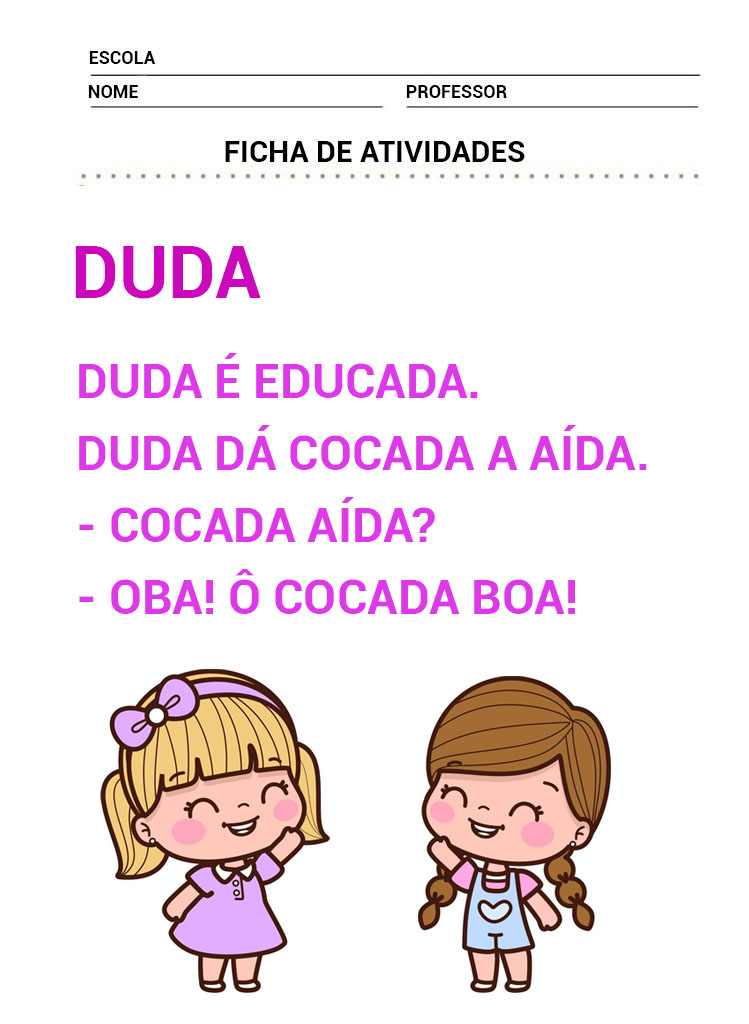 ESCOLA
NOME PROFESSOR
FICHA DE ATIVIDADES
DUDA
DUDA É EDUCADA.
DUDA DÁ COCADA A AÍDA.
- COCADA AÍDA?
- OBA! Ô COCADA BOA!